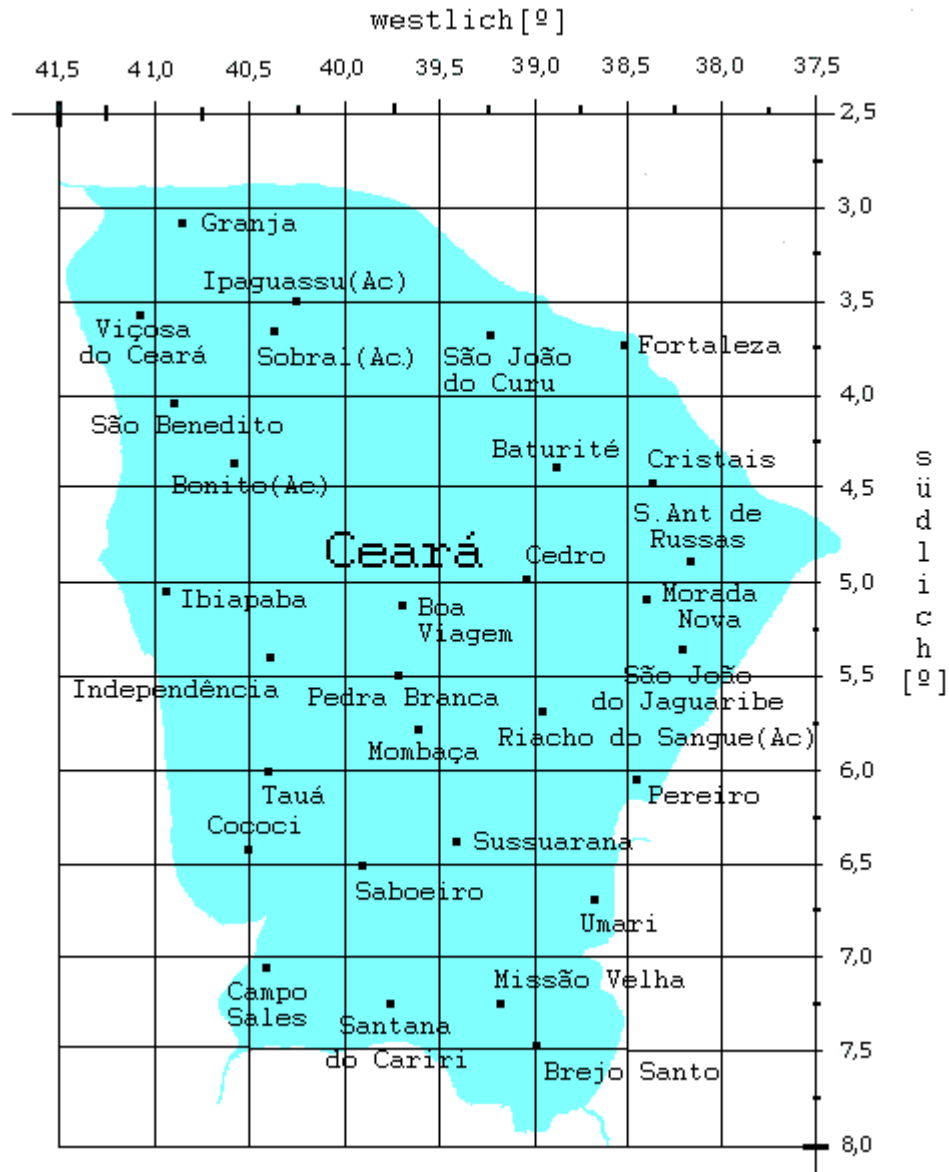 westlich[º]
41,5 41,0 40,5 40,0 39,5 39,0 38,5 38,0 37,5
2,5
3,0
Granja
Ipaguassu(Ac)
3,5
Viçosa
do Ceará
Sobral(Ac.)
São João
do Curu
Fortaleza
4,0
São Benedito
Baturité
Cristais
Bonito(Ac.)
4,5
S.Ant de
Russas
Ceará
Cedro
5,0
Ibiapaba
Boa
Viagem
Morada
Nova
südlich
[º]
Independência
Pedra Branca
5,5
São João
do Jaguaribe
Mombaça
Riacho do Sangue(Ac)
6,0
Tauá
Pereiro
Cococi
Sussuarana
6,5
Saboeiro
Umari
7,0
Missão Velha
Campo
Sales
Santana
do Cariri
7,5
Brejo Santo
8,0